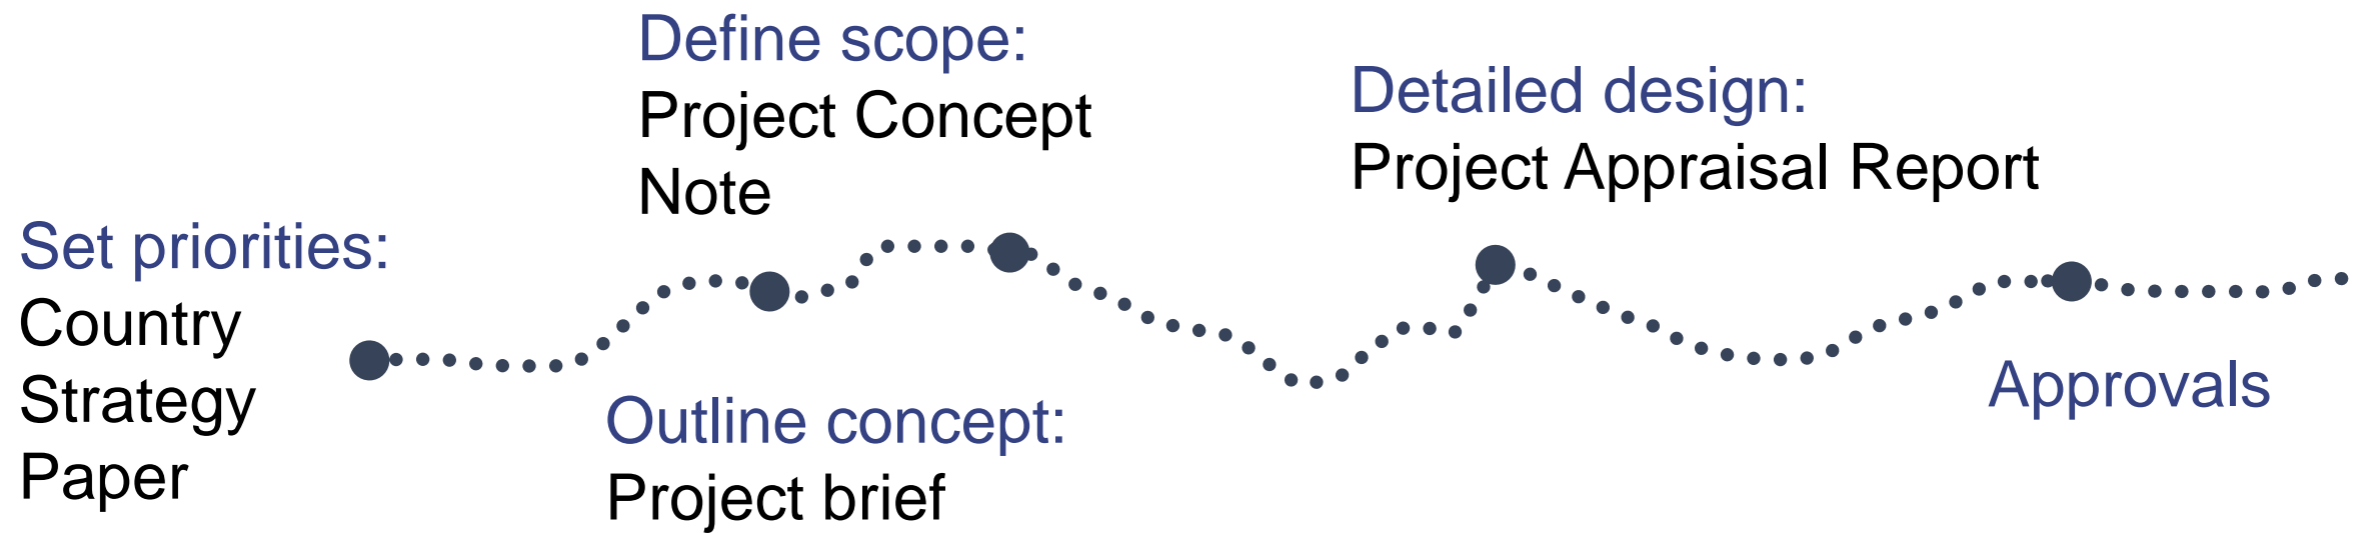 Set priorities:
Country
Strategy
Paper
Outline concept:
Project brief
Define scope:
Project Concept
Note
Detailed design:
Project Appraisal Report
Approvals